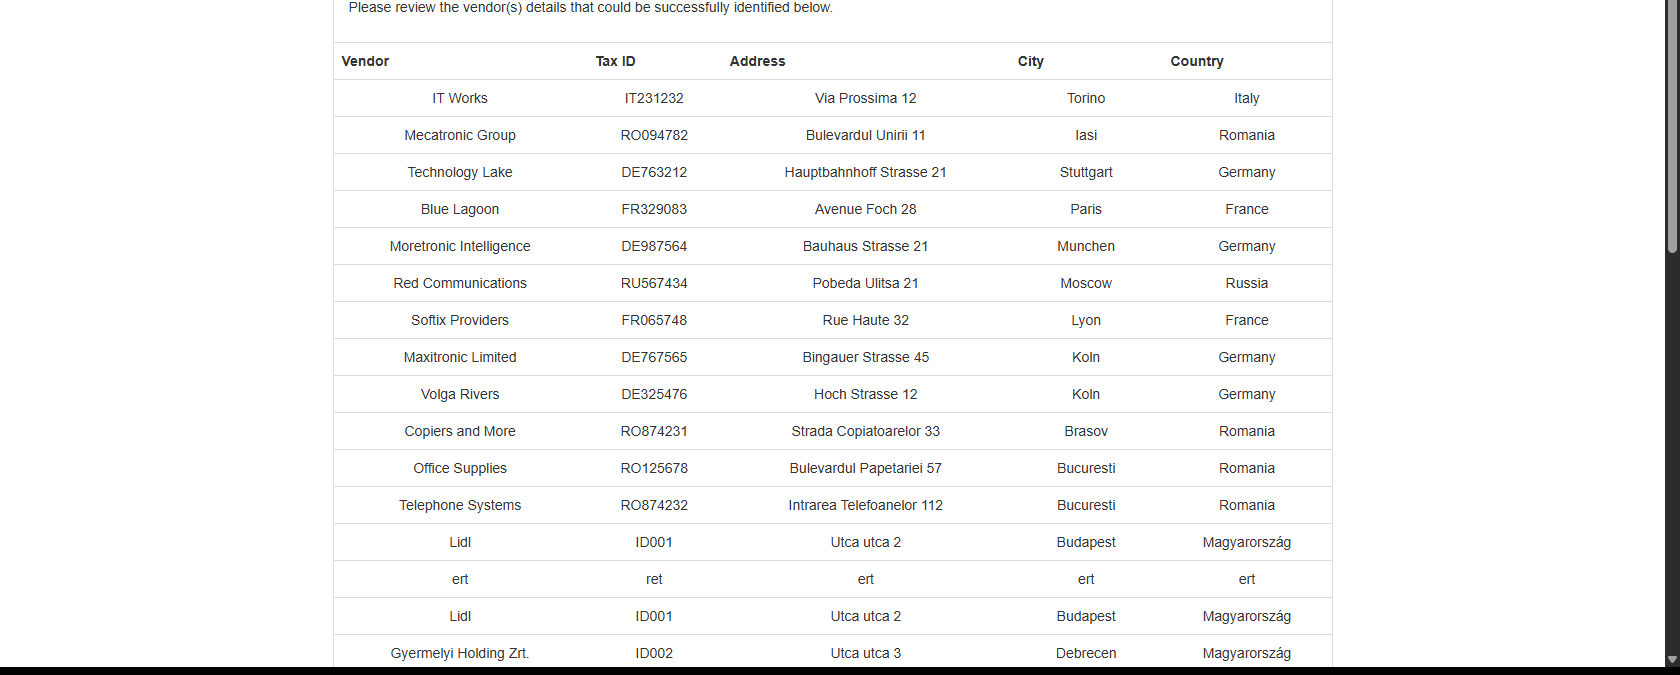 Please review the vendor(s) details that could be successfully identified below.
Vendor Tax ID Address City Country
IT Works IT231232 Via Prossima 12 Torino Italy
Mecatronic Group RO094782 Bulevardul Unirii 11 Iasi Romania
Technology Lake DE763212 Hauptbahnhoff Strasse 21 Stuttgart Germany
Blue Lagoon FR329083 Avenue Foch 28 Paris France
Moretronic Intelligence DE987564 Bauhaus Strasse 21 Munchen Germany
Red Communications RU567434 Pobeda Ulitsa 21 Moscow Russia
Softix Providers FR065748 Rue Haute 32 Lyon France
Maxitronic Limited DE767565 Bingauer Strasse 45 Koln Germany
Volga Rivers DE325476 Hoch Strasse 12 Koln Germany
Copiers and More RO874231 Strada Copiatoarelor 33 Brasov Romania
Office Supplies RO125678 Bulevardul Papetariei 57 Bucuresti Romania
Telephone Systems RO874232 Intrarea Telefoanelor 112 Bucuresti Romania
Lidl ID001 Utca utca 2 Budapest Magyarország
ert ret ert ert ert
Lidl ID001 Utca utca 2 Budapest Magyarország
Gyermelyi Holding Zrt. ID002 Utca utca 3 Debrecen Magyarország